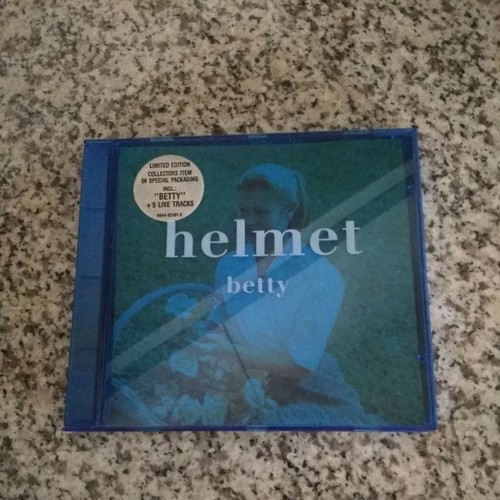 LIMITED EDITION
COLLECTORS ITEM
IN SPECIAL PACKAGING
INCL:
"BETTY"
+ 5 LIVE TRACKS
helmet
betty